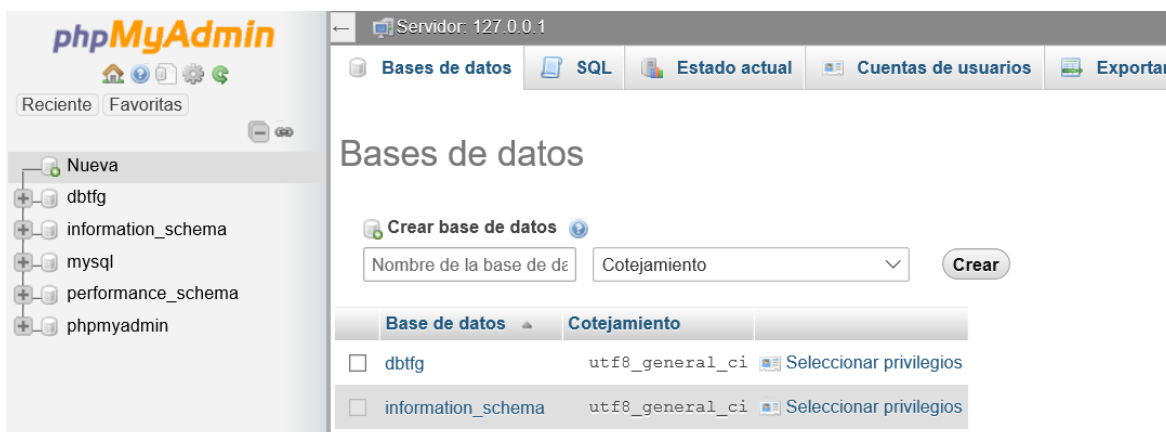 phpMyAdmin
Reciente Favoritas
Nueva
dbtfg
information_schema
mysql
performance_schema
phpmyadmin
Servidor: 127.0.0.1
Bases de datos SQL Estado actual Cuentas de usuarios Exportar
Bases de datos
Crear base de datos
Nombre de la base de da Cotejamiento Crear
Base de datos Cotejamiento
dbtfg utf8_general_ci Seleccionar privilegios
information_schema utf8_general_ci Seleccionar privilegios